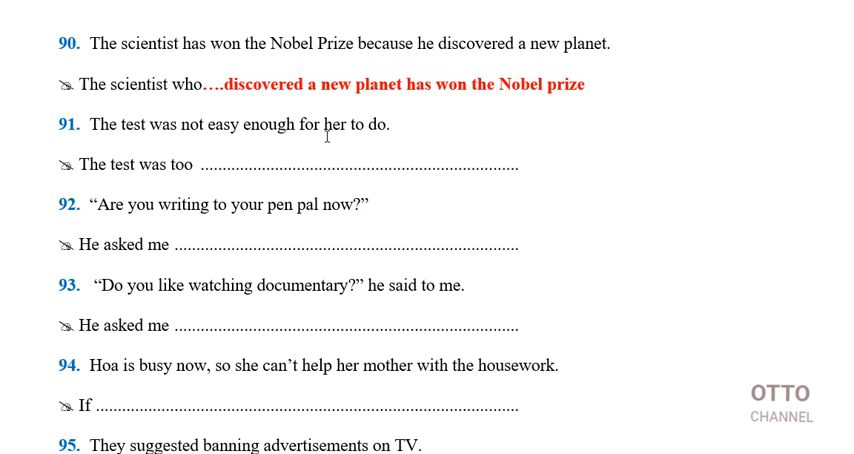 90. The scientist has won the Nobel Prize because he discovered a new planet.
The scientist who….discovered a new planet has won the Nobel prize
91. The test was not easy enough for her to do.
The test was too ........................................................................
92. “Are you writing to your pen pal now?”
He asked me ..............................................................................
93. “Do you like watching documentary?” he said to me.
He asked me ..............................................................................
94. Hoa is busy now, so she can’t help her mother with the housework.
If ................................................................................................
OTTO
CHANNEL
95. They suggested banning advertisements on TV.